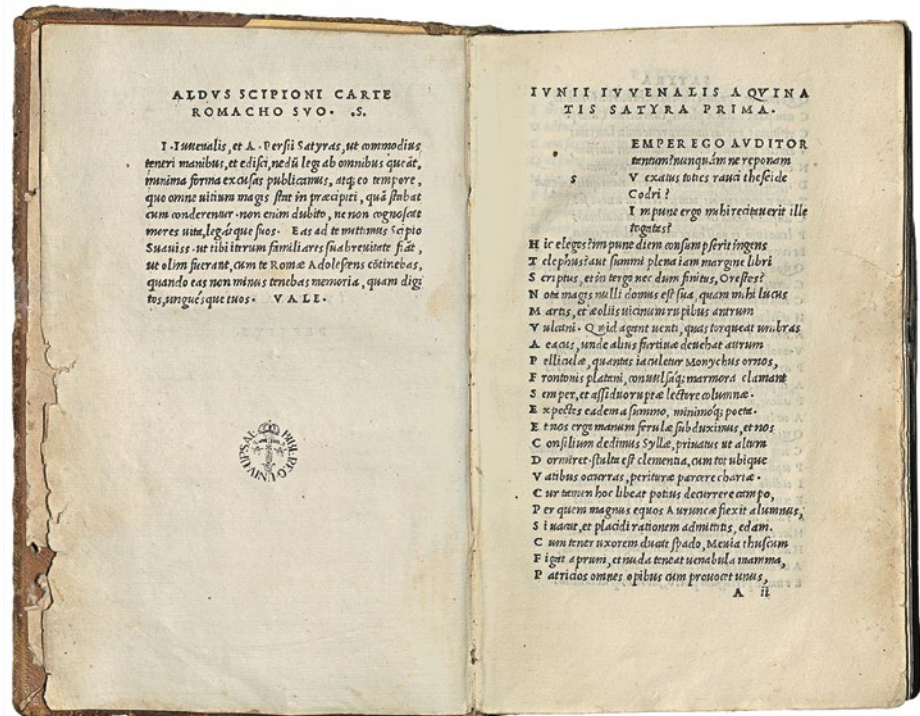 ALDVS SCIPIONI CARTE
ROMACHO SVO. .S.
I. Iuuenalis, et A. Persii Satyras, ut commodius
teneri manibus, et edisci, nedū legi ab omnibus queāt,
minima forma excusas publicamus, atq; eo tempore,
quo omne uitium magis stat in præcipiti, quā stabat
cum conderentur. non enim dubito, ne non cognoscāt
mores uita, legāt que suos. Eas ad te mittimus Scipio
Suauiss. ut tibi iterum familiares sua breuitate fiāt,
ut olim fuerant, cum te Romæ Adolescens cōtinebas,
quando eas non minus tenebas memoria, quam digi
tos, ungués que tuos. VALE.
IVNII IVVENALIS AQVINA
TIS SATYRA PRIMA.
EMPER EGO AVDITOR
tantum? nunquám ne reponam
S V exatus toties rauci theseide
Codri?
I mpune ergo mihi recitauerit ille
togatas?
H ic elegos? impune diem consumpserit ingens
T elephus? aut summi plena iam margine libri
S criptus, et in tergo nec dum finitus, Orestes?
N ota magis nulli domus est sua, quam mihi lucus
M artis, et æoliis uicinum rupibus antrum
V ulcani. Quid agant uenti, quas torqueat umbras
A eacus, unde alius furtiuæ deuehat aurum
P elliculæ, quantas iaculetur Monychus ornos,
F rontonis platani, conuulsáq; marmora clamant
S emper, et assiduo ruptæ lectore columnæ.
E xpectes eadem a summo, minimoq; poeta.
E t nos ergo manum ferulæ subduximus, et nos
C onsilium dedimus Syllæ, priuatus ut altum
D ormiret. stulta est clementia, cum tot ubique
V atibus occurras, perituræ parcere chartæ.
C ur tamen hoc libeat potius decurrere campo,
P er quem magnus equos Auruncæ flexit alumnus,
S i uacat, et placidi rationem admittitis, edam.
C um tener uxorem ducat spado, Meuia thuscum
F igat aprum, et nuda teneat uenabula mamma,
P atricios omnes opibus cum prouocet unus,
A ii